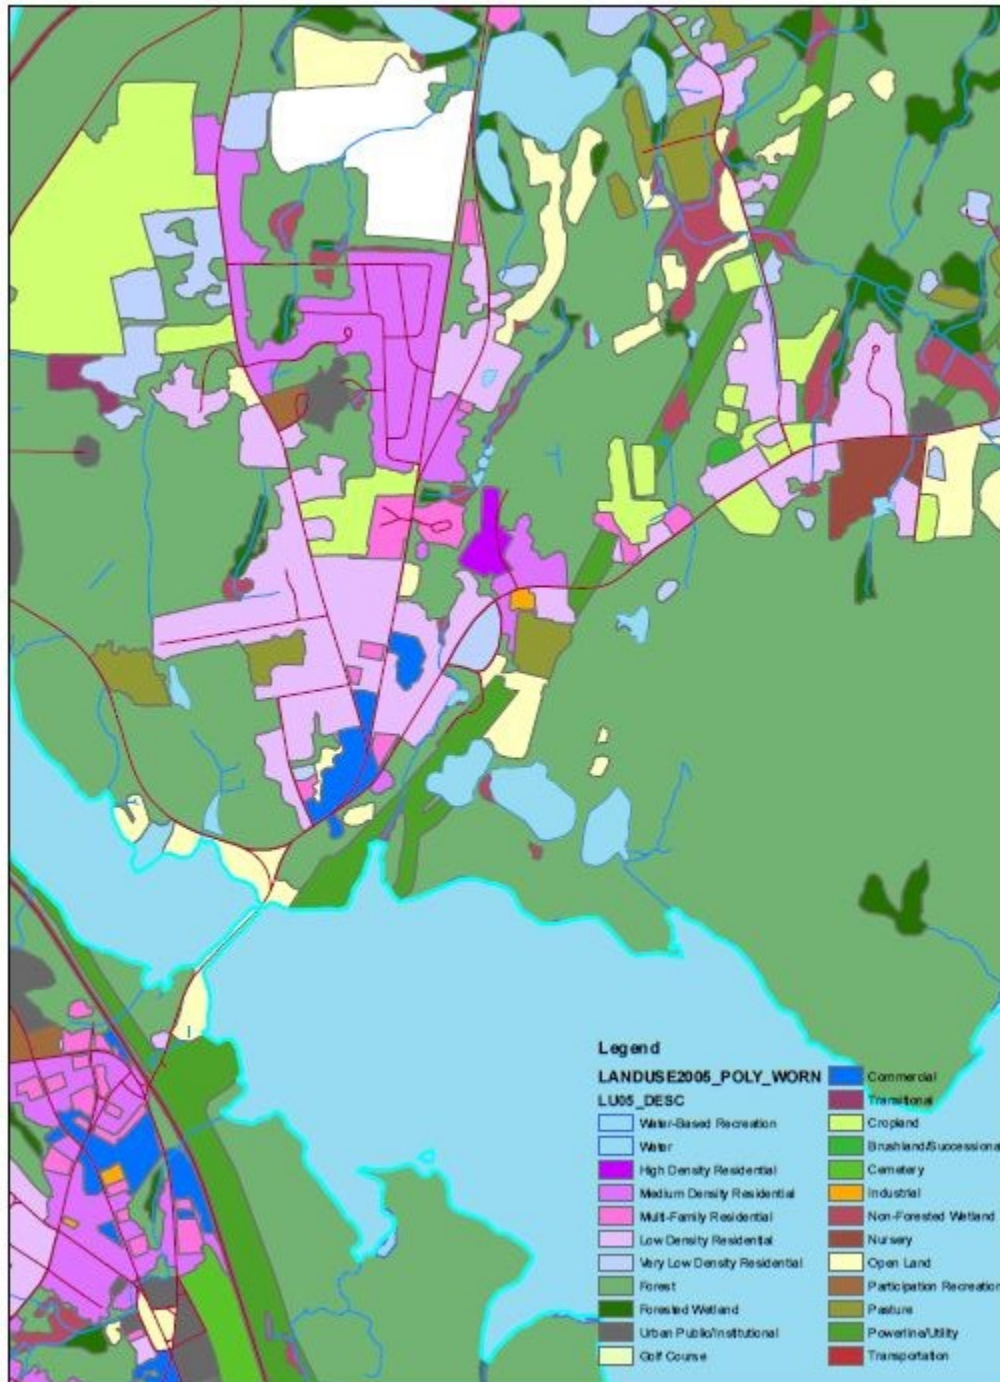 Legend
LANDUSE2005_POLY_WORN
LU05_DESC
Water-Based Recreation
Water
High Density Residential
Medium Density Residential
Multi-Family Residential
Low Density Residential
Very Low Density Residential
Forest
Forested Wetland
Urban Public/Institutional
Golf Course
Commercial
Transitional
Cropland
Brushland/Successiona
Cemetery
Industrial
Non-Forested Wetland
Nursery
Open Land
Participation Recreation
Pasture
Powerline/Utility
Transportation